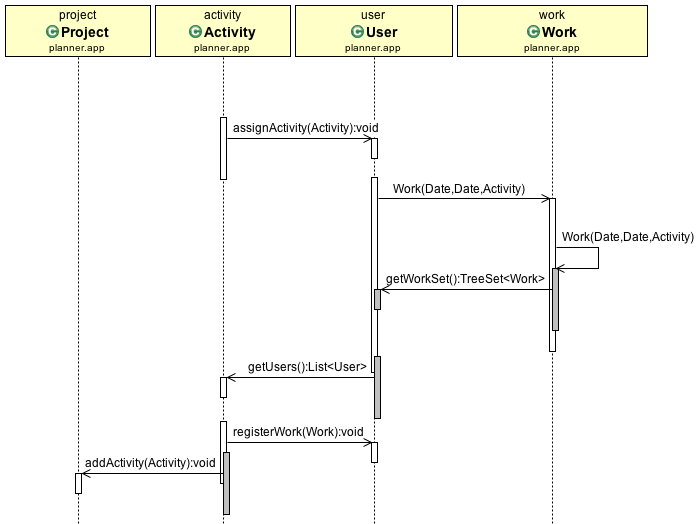 project
C Project
planner.app
activity
C Activity
planner.app
user
C User
planner.app
work
C Work
planner.app
assignActivity(Activity):void
Work(Date,Date,Activity)
Work(Date,Date,Activity)
getWorkSet():TreeSet<Work>
getUsers():List<User>
registerWork(Work):void
addActivity(Activity):void